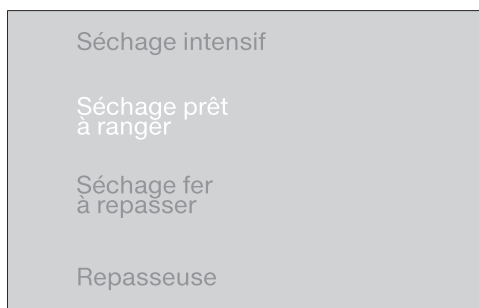 Séchage intensif
Séchage prêt
à ranger
Séchage fer
à repasser
Repasseuse